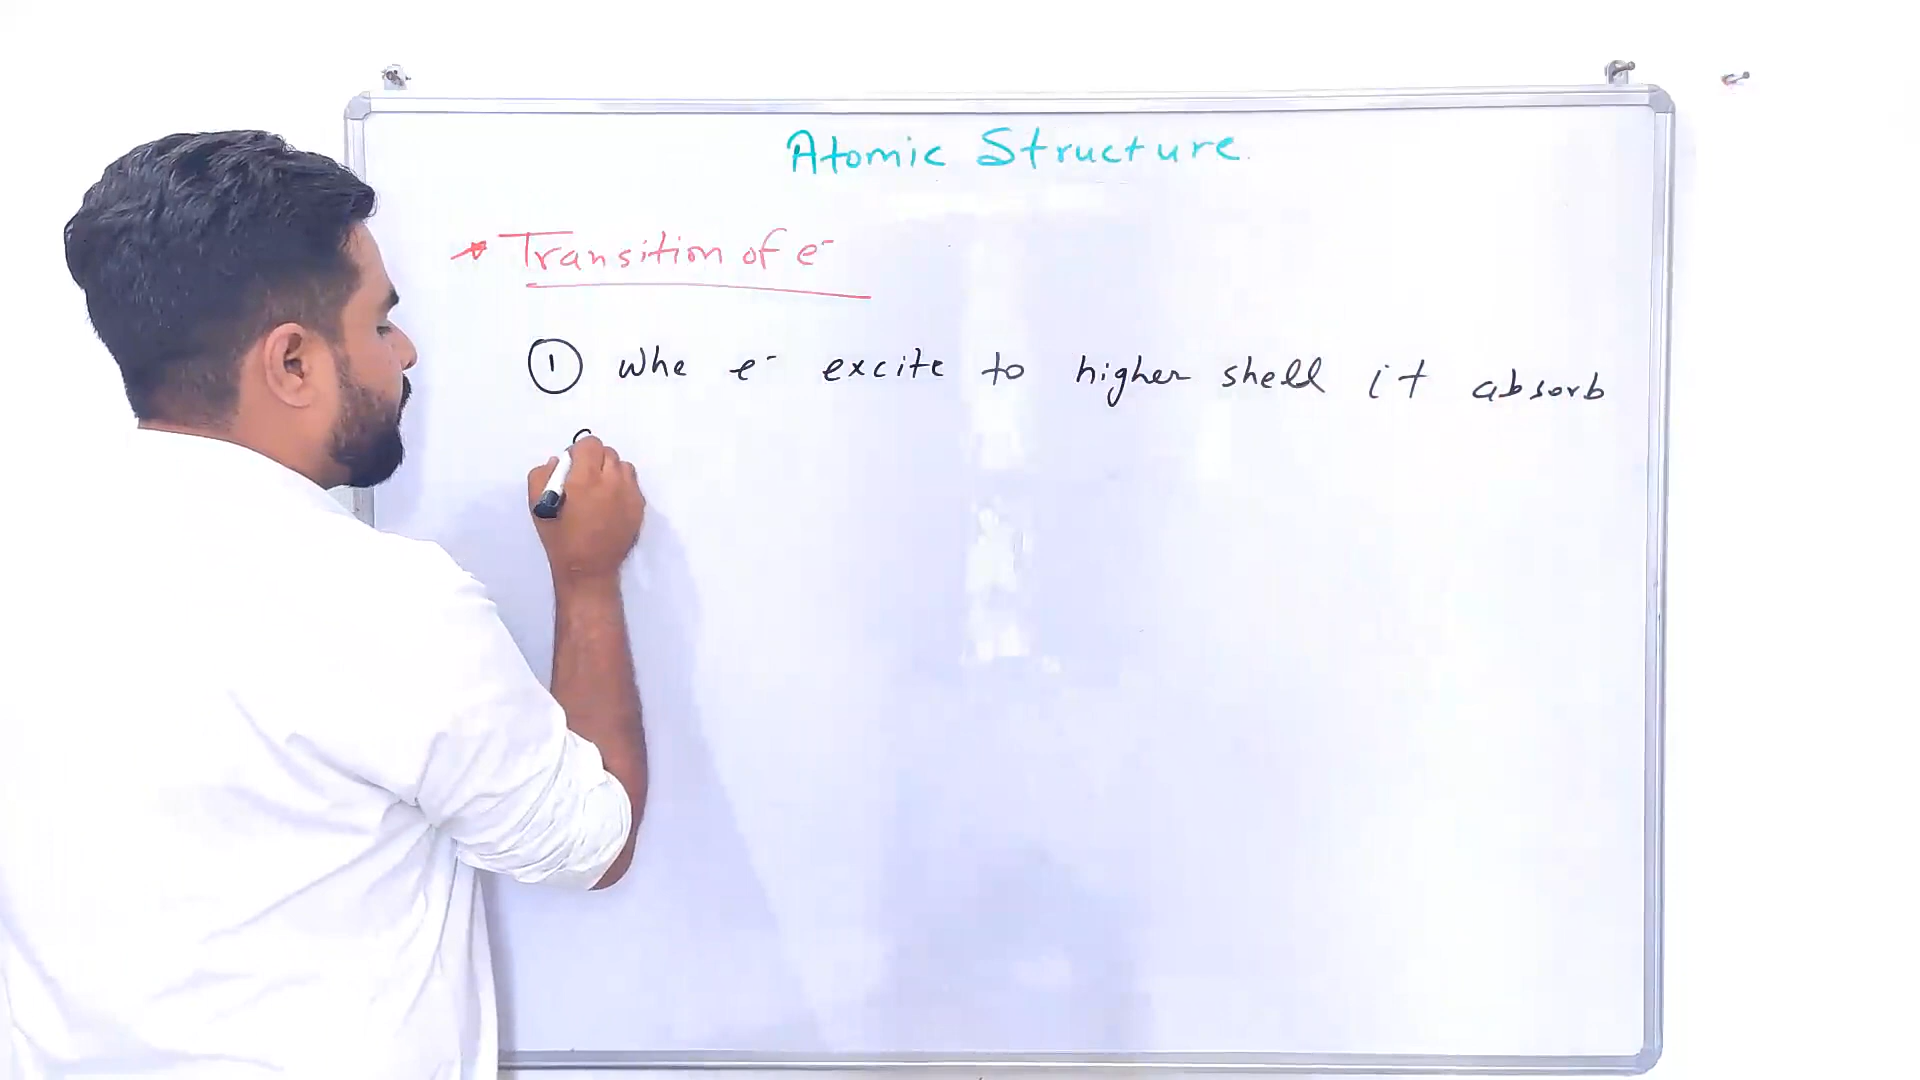 Atomic Structure.
* Transition of e⁻
① Whe e⁻ excite to higher shell it absorb